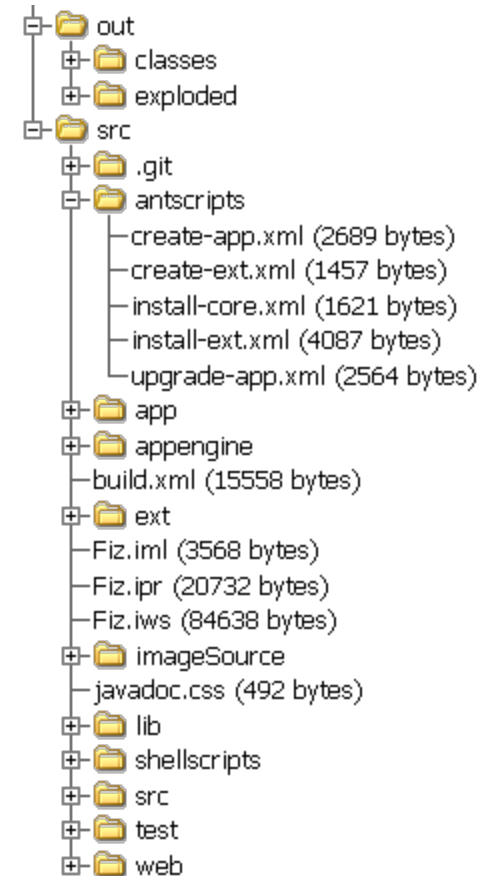 out
classes
exploded
src
.git
antscripts
create-app.xml (2689 bytes)
create-ext.xml (1457 bytes)
install-core.xml (1621 bytes)
install-ext.xml (4087 bytes)
upgrade-app.xml (2564 bytes)
app
appengine
build.xml (15558 bytes)
ext
Fiz.iml (3568 bytes)
Fiz.ipr (20732 bytes)
Fiz.iws (84638 bytes)
imageSource
javadoc.css (492 bytes)
lib
shellscripts
src
test
web